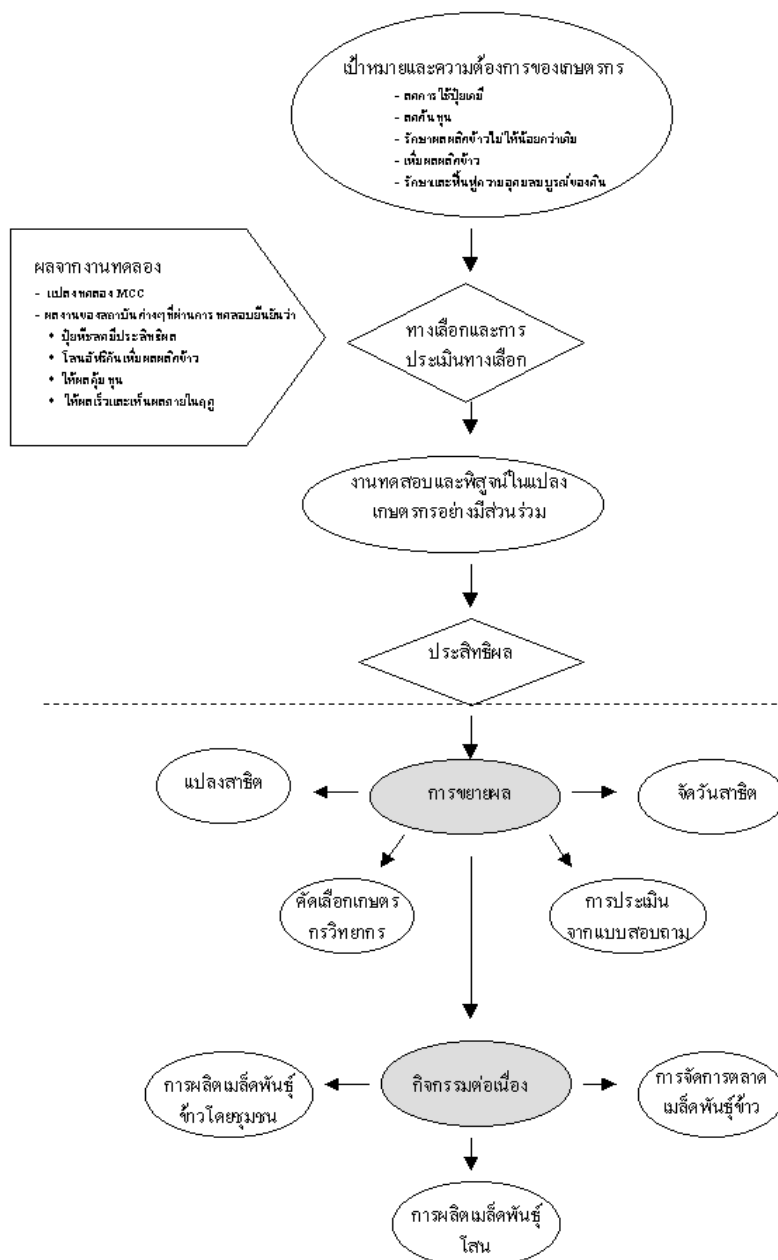 เป้าหมายและความต้องการของเกษตรกร
- ลดการใช้ปุ๋ยเคมี
- ลดต้นทุน
- รักษาผลผลิตข้าวไม่ให้น้อยกว่าเดิม
- เพิ่มผลผลิตข้าว
- รักษาและฟื้นฟูความอุดมสมบูรณ์ของดิน
ผลจากงานทดลอง
- แปลงทดลอง MCC
- ผลงานของสถาบันต่างๆที่ผ่านการทดสอบยืนยันว่า
• ปุ๋ยพืชสดมีประสิทธิผล
• โสนอัฟริกันเพิ่มผลผลิตข้าว
• ให้ผลคุ้มทุน
• ให้ผลเร็วและเห็นผลภายในฤดู
ทางเลือกและการ
ประเมินทางเลือก
งานทดสอบและพิสูจน์ในแปลง
เกษตรกรอย่างมีส่วนร่วม
ประสิทธิผล
แปลงสาธิต
การขยายผล
จัดวันสาธิต
คัดเลือกเกษตร
กรวิทยากร
การประเมิน
จากแบบสอบถาม
การผลิตเมล็ดพันธุ์
ข้าวโดยชุมชน
กิจกรรมต่อเนื่อง
การจัดการตลาด
เมล็ดพันธุ์ข้าว
การผลิตเมล็ดพันธุ์
โสน